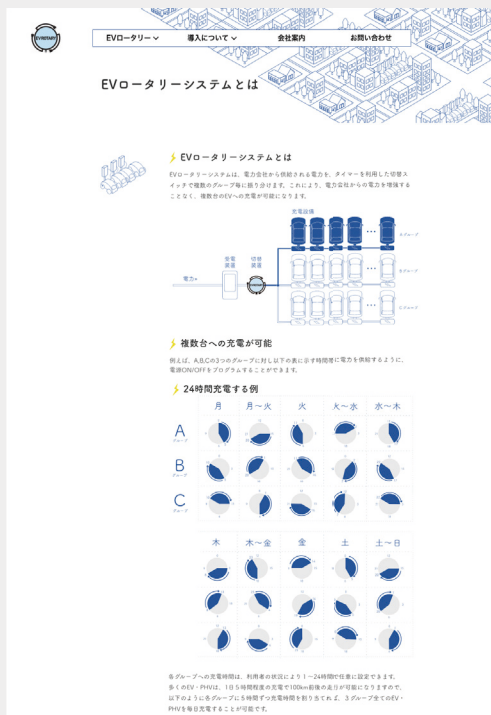 EVロータリー
導入について
会社案内
お問い合わせ
EVロータリーシステムとは
EVロータリーシステムとは
EVロータリーシステムは、電力会社から供給される電力を、タイマーを利用した切替ス
イッチで複数のグループ毎に振り分けます。これにより、電力会社からの電力を増強する
ことなく、複数台のEVへの充電が可能になります。
充電設備
Aグループ
受電
装置
切替
装置
Bグループ
電力
Cグループ
複数台への充電が可能
例えば、A,B,Cの3つのグループに対し以下の表に示す時間帯に電力を供給するように、
電源ON/OFFをプログラムすることができます。
24時間充電する例
月 月〜火 火 火〜水 水〜木
A
グループ
B
グループ
C
グループ
木 木〜金 金 土 土〜日
各グループへの充電時間は、利用者の状況により1〜24時間で任意に設定できます。
多くのEV・PHVは、1日5時間程度の充電で100km前後の走行が可能になりますので、
以下のように各グループに5時間ずつ充電時間を割り当てれば、3グループ全てのEV・
PHVを毎日充電することが可能です。